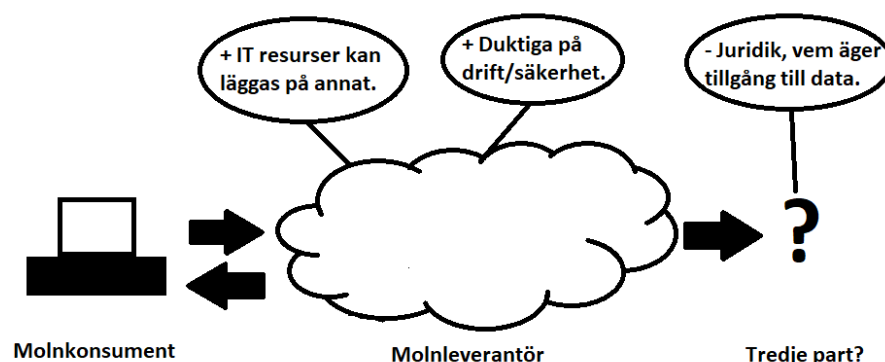 + IT resurser kan
läggas på annat.
+ Duktiga på
drift/säkerhet.
- Juridik, vem äger
tillgång till data.
?
Molnkonsument
Molnleverantör
Tredje part?